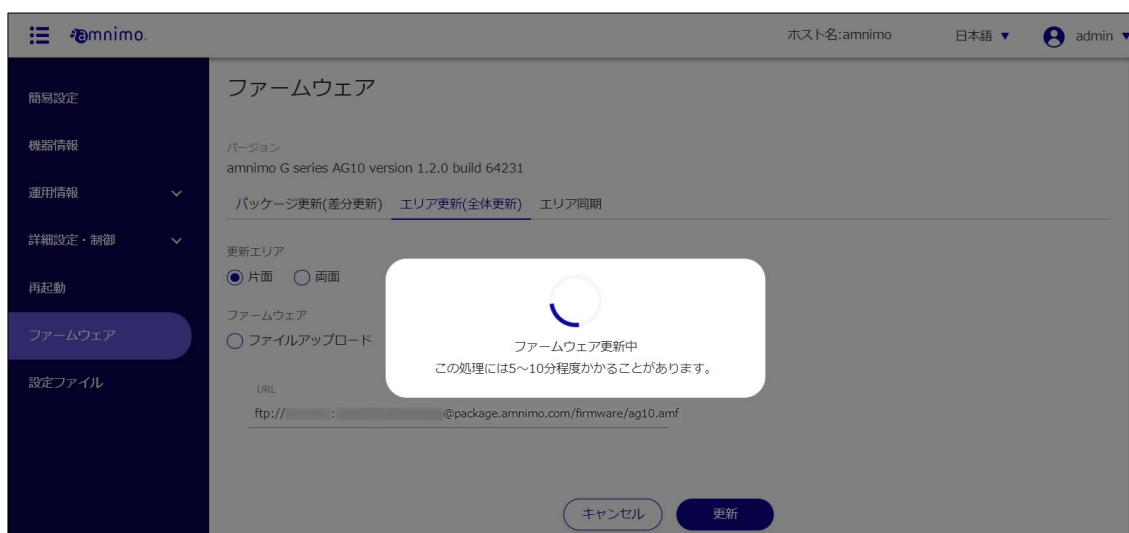 amnimo.
ホスト名:amnimo
日本語 ▼
admin ▼
簡易設定
機器情報
運用情報
詳細設定・制御
再起動
ファームウェア
設定ファイル
ファームウェア
バージョン
amnimo G series AG10 version 1.2.0 build 64231
パッケージ更新(差分更新) エリア更新(全体更新) エリア同期
更新エリア
片面 両面
ファームウェア
ファイルアップロード
ファームウェア更新中
この処理には5～10分程度かかることがあります。
URL
ftp:// : @package.amnimo.com/firmware/ag10.amf
キャンセル 更新